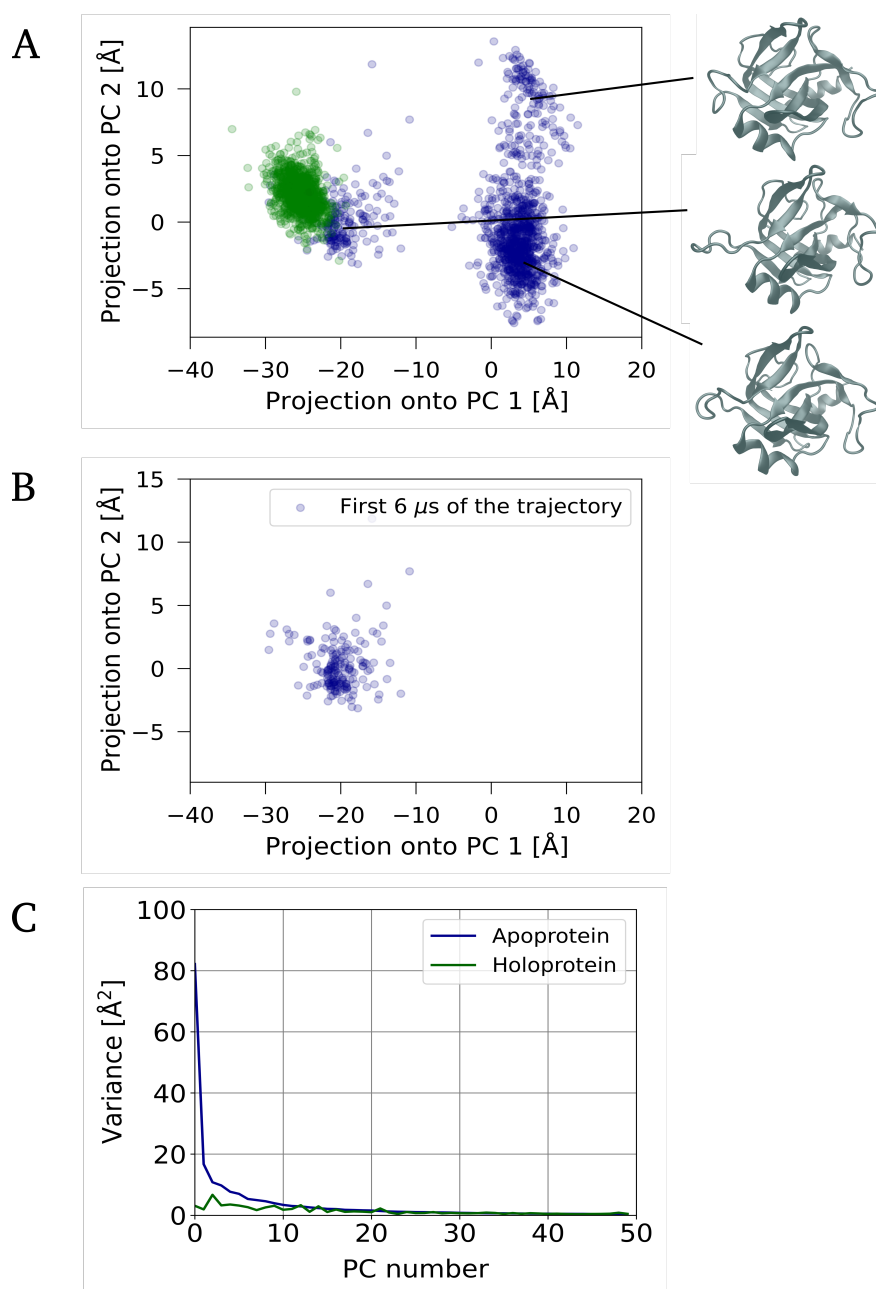 A
Projection onto PC 2 [Å]
10
5
0
−5
−40
−30
−20
−10
0
10
20
Projection onto PC 1 [Å]
B
Projection onto PC 2 [Å]
15
10
5
0
−5
First 6 μs of the trajectory
−40
−30
−20
−10
0
10
20
Projection onto PC 1 [Å]
C
Variance [Å²]
100
80
60
40
20
0
Apoprotein
Holoprotein
0
10
20
30
40
50
PC number